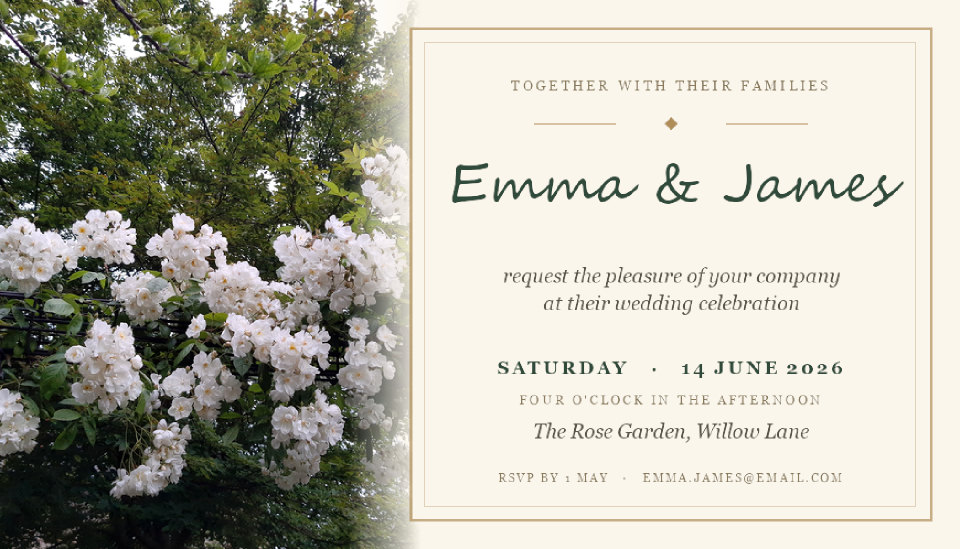 TOGETHER WITH THEIR FAMILIES
Emma & James
request the pleasure of your company
at their wedding celebration
SATURDAY · 14 JUNE 2026
FOUR O'CLOCK IN THE AFTERNOON
The Rose Garden, Willow Lane
RSVP BY 1 MAY · EMMA.JAMES@EMAIL.COM